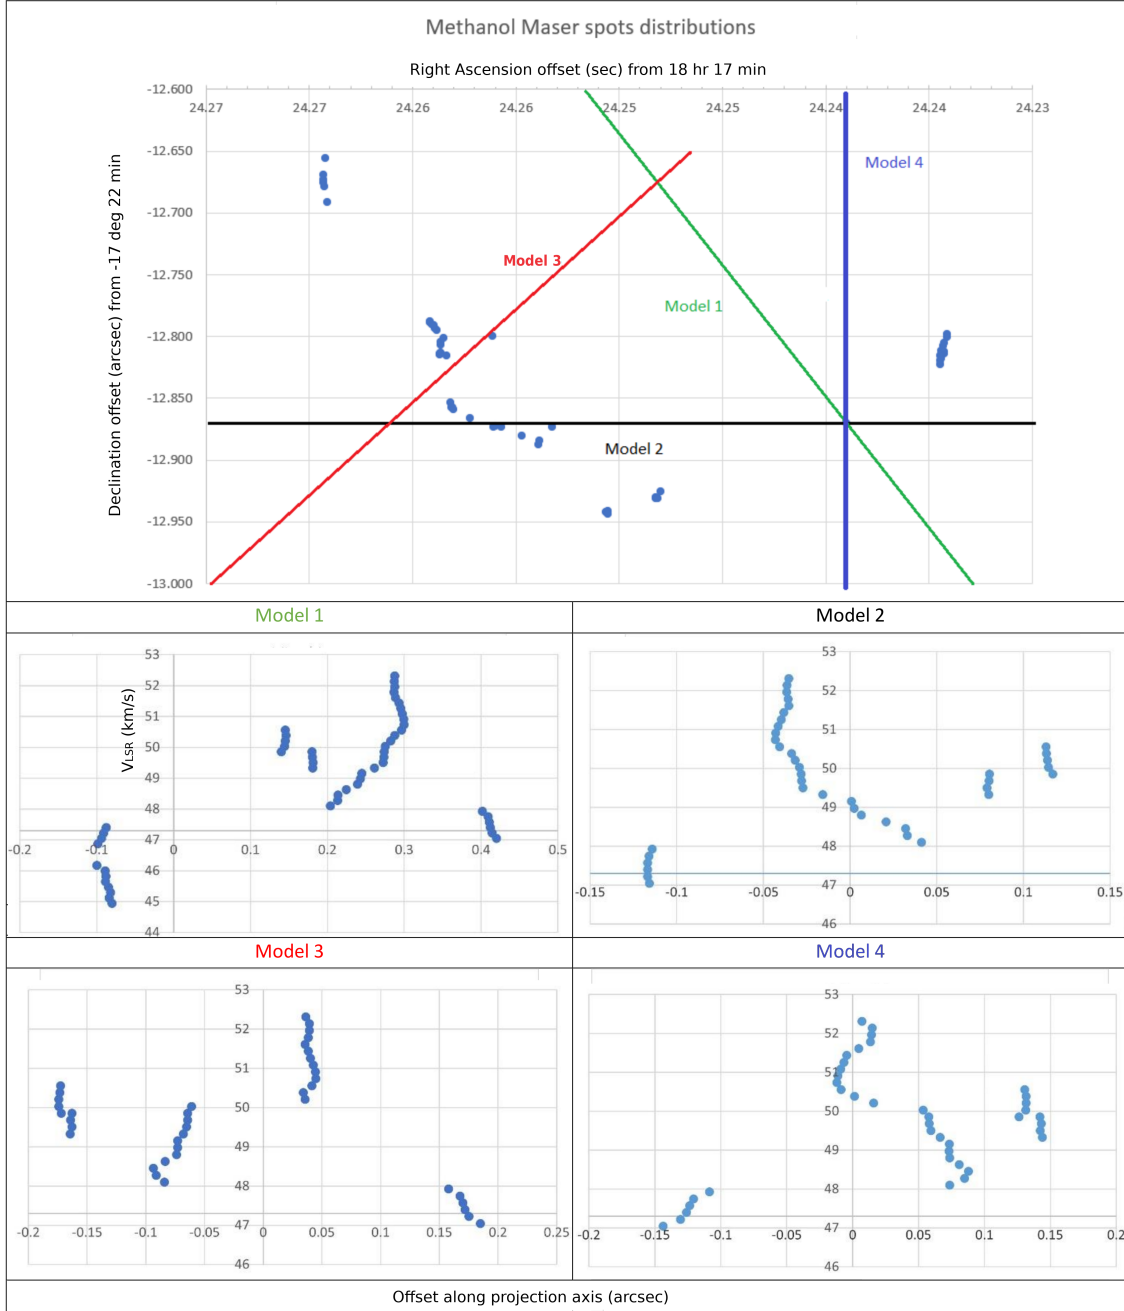 Methanol Maser spots distributions
Right Ascension offset (sec) from 18 hr 17 min
-12.600
24.27 24.27 24.26 24.26 24.25 24.25 24.24 24.24 24.23
-12.650
Model 4
-12.700
Model 3
-12.750
Model 1
-12.800
-12.850
Model 2
-12.900
-12.950
-13.000
Declination offset (arcsec) from -17 deg 22 min
Model 1
53
52
51
50
49
48
47
-0.2 -0.1 0 0.1 0.2 0.3 0.4 0.5
46
45
44
VLSR (km/s)
Model 2
53
52
51
50
49
48
47
-0.15 -0.1 -0.05 0 0.05 0.1 0.15
46
Model 3
53
52
51
50
49
48
47
-0.2 -0.15 -0.1 -0.05 0 0.05 0.1 0.15 0.2 0.25
46
Model 4
53
52
51
50
49
48
47
-0.2 -0.15 -0.1 -0.05 0 0.05 0.1 0.15 0.2
46
Offset along projection axis (arcsec)